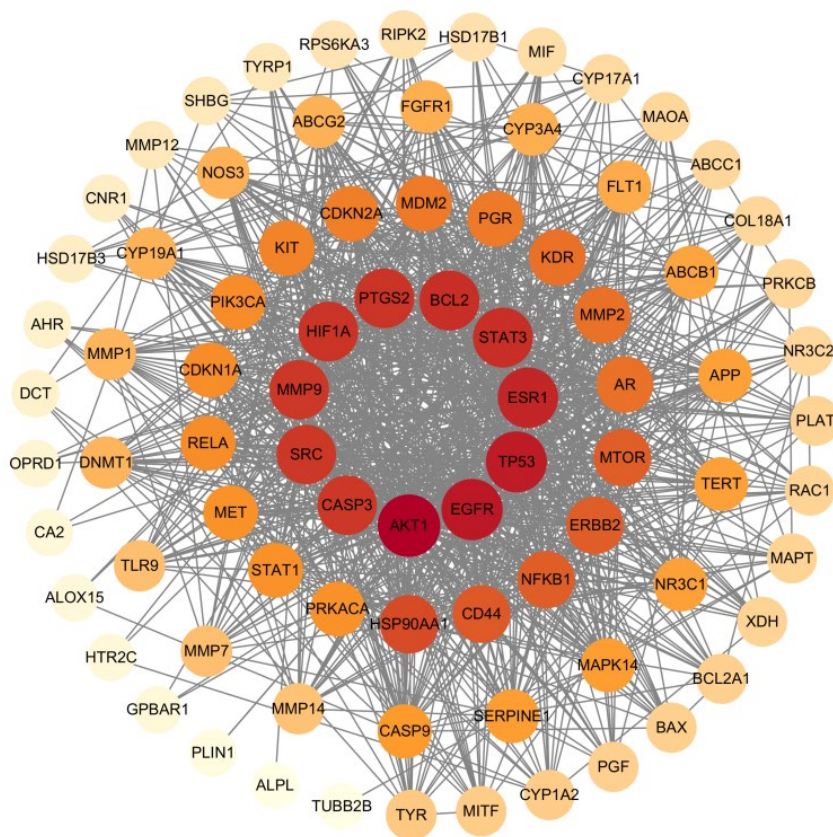 RIPK2
HSD17B1
RPS6KA3
MIF
TYRP1
CYP17A1
SHBG
FGFR1
MAOA
ABCG2
CYP3A4
MMP12
ABCC1
NOS3
FLT1
CNR1
MDM2
CDKN2A
PGR
COL18A1
HSD17B3
CYP19A1
KIT
KDR
ABCB1
PRKCB
PTGS2
BCL2
PIK3CA
MMP2
AHR
HIF1A
STAT3
NR3C2
MMP1
CDKN1A
MMP9
AR
APP
DCT
ESR1
PLAT
RELA
SRC
TP53
MTOR
OPRD1
DNMT1
TERT
RAC1
CASP3
EGFR
MET
ERBB2
CA2
AKT1
MAPT
TLR9
STAT1
NFKB1
NR3C1
ALOX15
PRKACA
HSP90AA1
CD44
XDH
HTR2C
MMP7
MAPK14
BCL2A1
GPBAR1
MMP14
CASP9
SERPINE1
BAX
PLIN1
PGF
ALPL
CYP1A2
TUBB2B
TYR
MITF